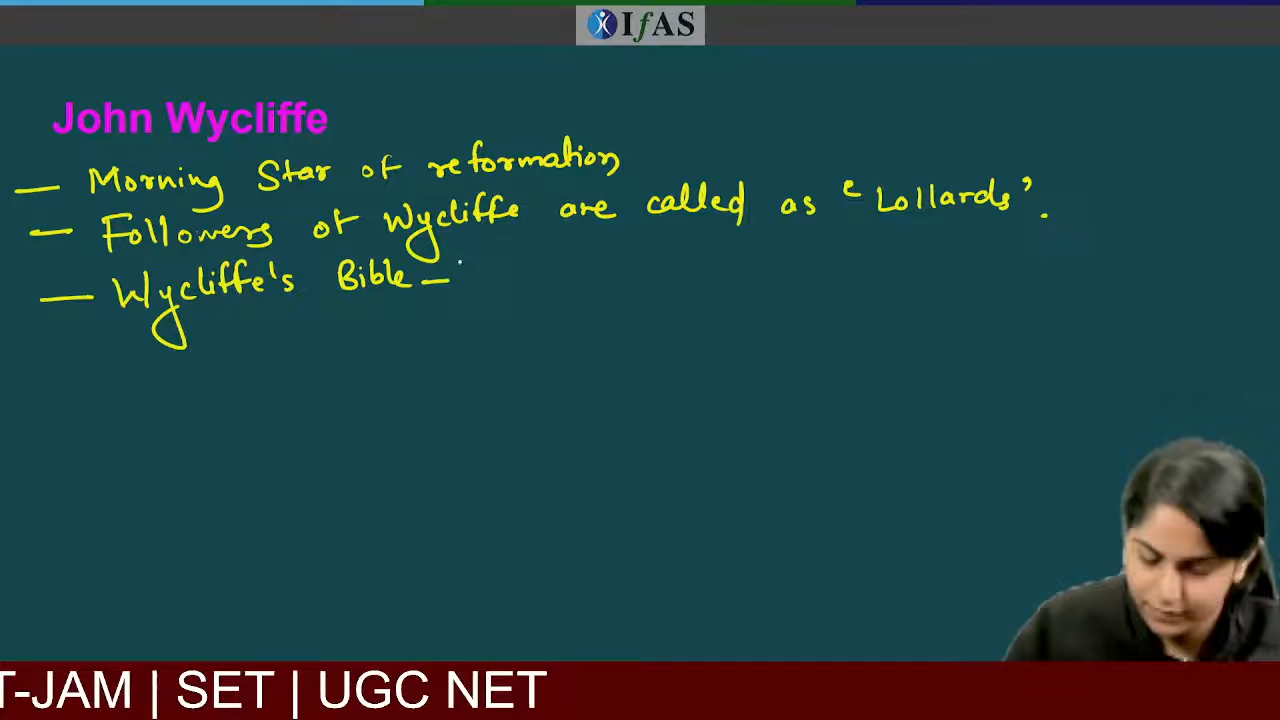 IfAS
John Wycliffe
— Morning Star of reformation,
— Followers of Wycliffe are called as ‘Lollards’.
— Wycliffe's Bible –
T-JAM | SET | UGC NET